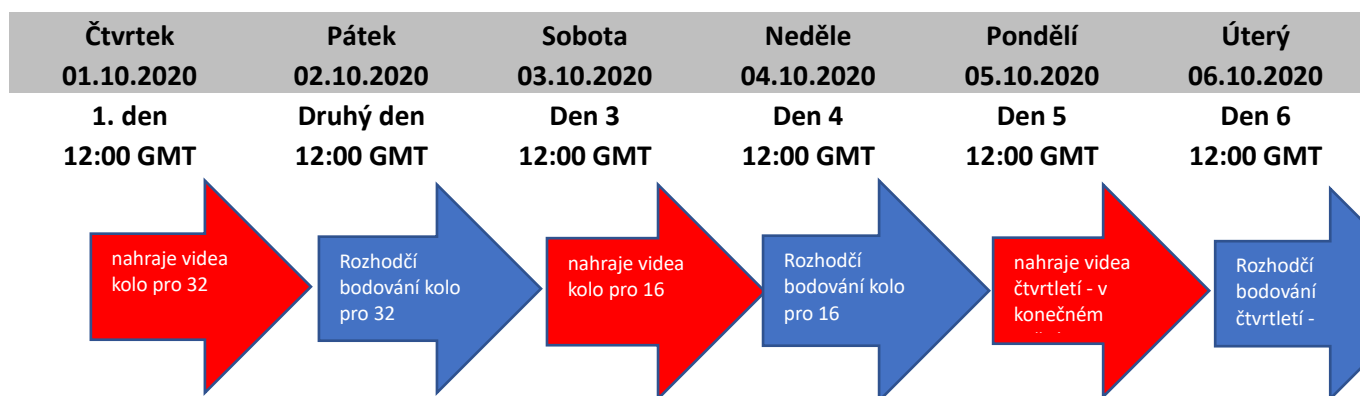 Čtvrtek Pátek Sobota Neděle Pondělí Úterý
01.10.2020 02.10.2020 03.10.2020 04.10.2020 05.10.2020 06.10.2020
1. den Druhý den Den 3 Den 4 Den 5 Den 6
12:00 GMT 12:00 GMT 12:00 GMT 12:00 GMT 12:00 GMT 12:00 GMT
nahraje videa
kolo pro 32
Rozhodčí
bodování kolo
pro 32
nahraje videa
kolo pro 16
Rozhodčí
bodování kolo
pro 16
nahraje videa
čtvrtletí - v
konečném
Rozhodčí
bodování
čtvrtletí -